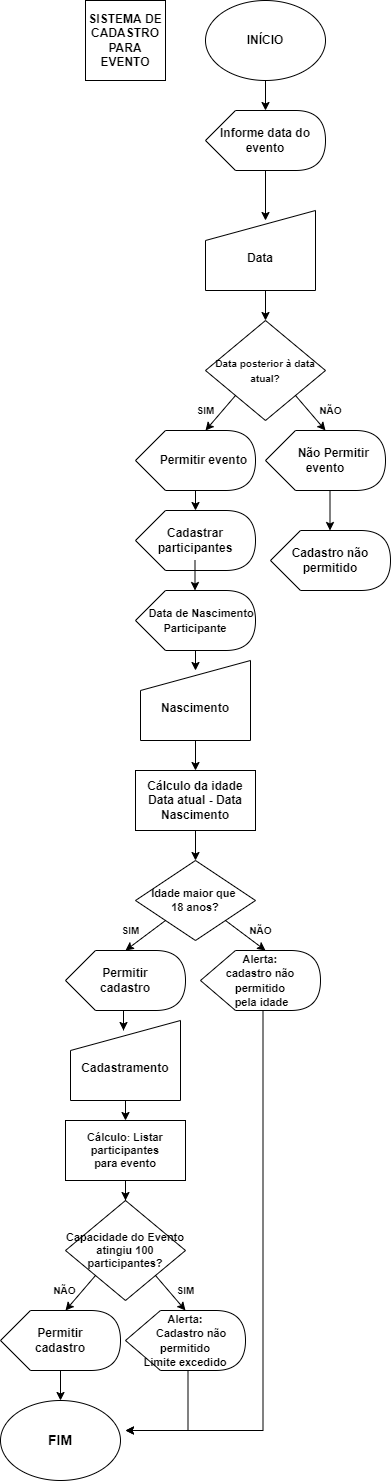 SISTEMA DE
CADASTRO
PARA
EVENTO
INÍCIO
Informe data do
evento
Data
Data posterior à data
atual?
SIM
NÃO
Permitir evento
Não Permitir
evento
Cadastrar
participantes
Cadastro não
permitido
Data de Nascimento
Participante
Nascimento
Cálculo da idade
Data atual - Data
Nascimento
Idade maior que
18 anos?
SIM
NÃO
Permitir
cadastro
Alerta:
cadastro não
permitido
pela idade
Cadastramento
Cálculo: Listar
participantes
para evento
Capacidade do Evento
atingiu 100
participantes?
NÃO
SIM
Permitir
cadastro
Alerta:
Cadastro não
permitido
Limite excedido
FIM